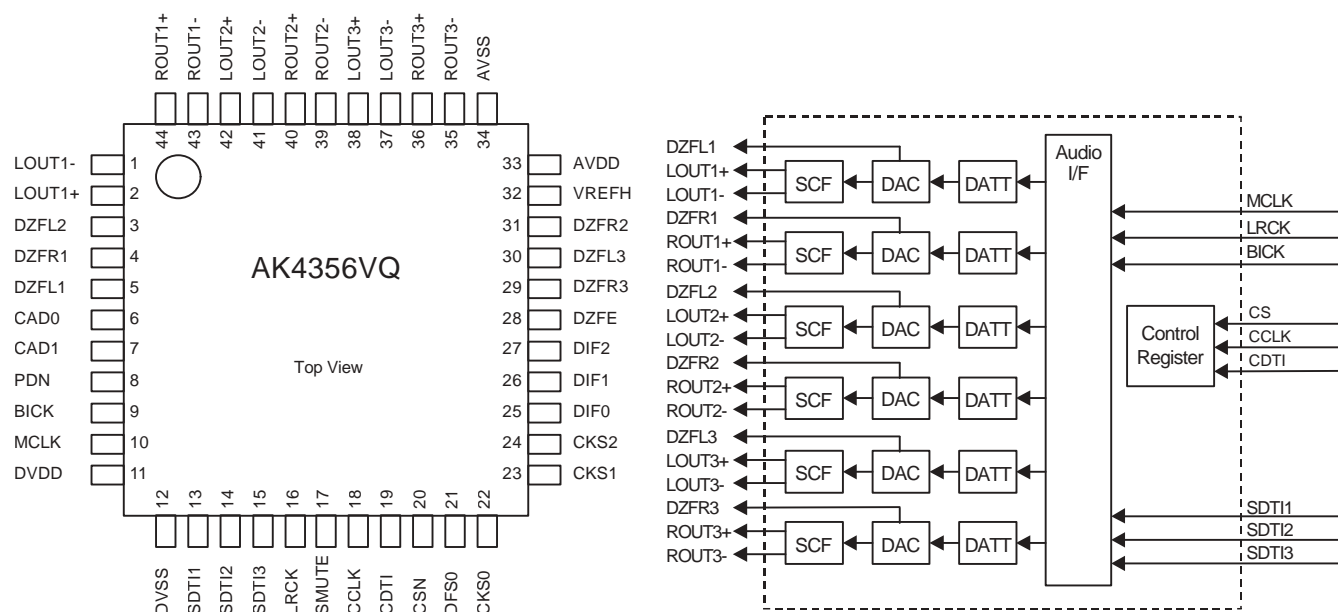 ROUT1+
ROUT1-
LOUT2+
LOUT2-
ROUT2+
ROUT2-
LOUT3+
LOUT3-
ROUT3+
ROUT3-
AVSS
44
43
42
41
40
39
38
37
36
35
34
LOUT1- 1
LOUT1+ 2
DZFL2 3
DZFR1 4
DZFL1 5
CAD0 6
CAD1 7
PDN 8
BICK 9
MCLK 10
DVDD 11
AK4356VQ
Top View
33 AVDD
32 VREFH
31 DZFR2
30 DZFL3
29 DZFR3
28 DZFE
27 DIF2
26 DIF1
25 DIF0
24 CKS2
23 CKS1
12
13
14
15
16
17
18
19
20
21
22
DVSS
SDTI1
SDTI2
SDTI3
LRCK
SMUTE
CCLK
CDTI
CSN
DFS0
CKS0
DZFL1
LOUT1+
LOUT1-
SCF DAC DATT
DZFR1
ROUT1+
ROUT1-
SCF DAC DATT
DZFL2
LOUT2+
LOUT2-
SCF DAC DATT
DZFR2
ROUT2+
ROUT2-
SCF DAC DATT
DZFL3
LOUT3+
LOUT3-
SCF DAC DATT
DZFR3
ROUT3+
ROUT3-
SCF DAC DATT
Audio
I/F
MCLK
LRCK
BICK
Control
Register
CS
CCLK
CDTI
SDTI1
SDTI2
SDTI3